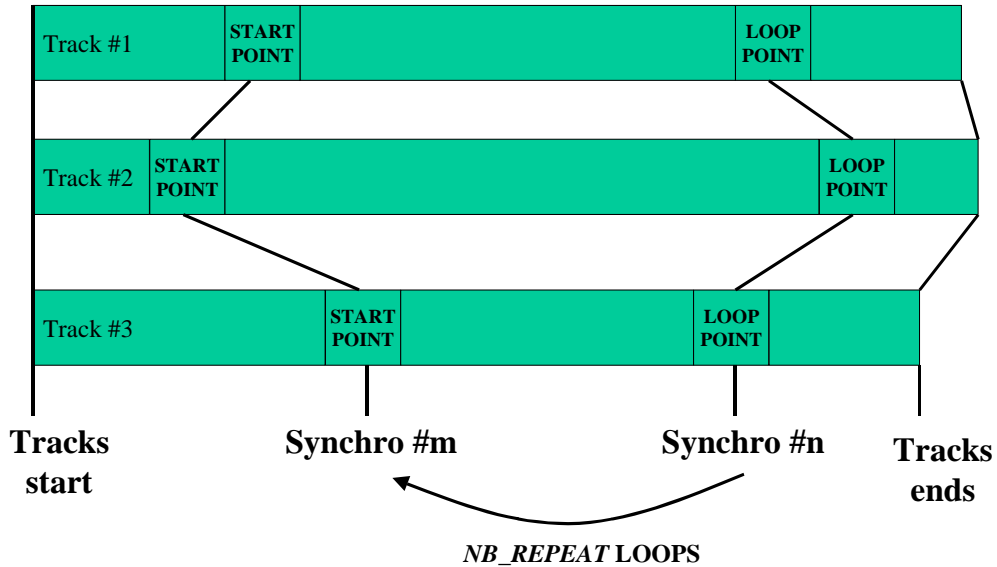 Track #1
START
POINT
LOOP
POINT
Track #2
START
POINT
LOOP
POINT
Track #3
START
POINT
LOOP
POINT
Tracks
start
Synchro #m
Synchro #n
Tracks
ends
NB_REPEAT LOOPS